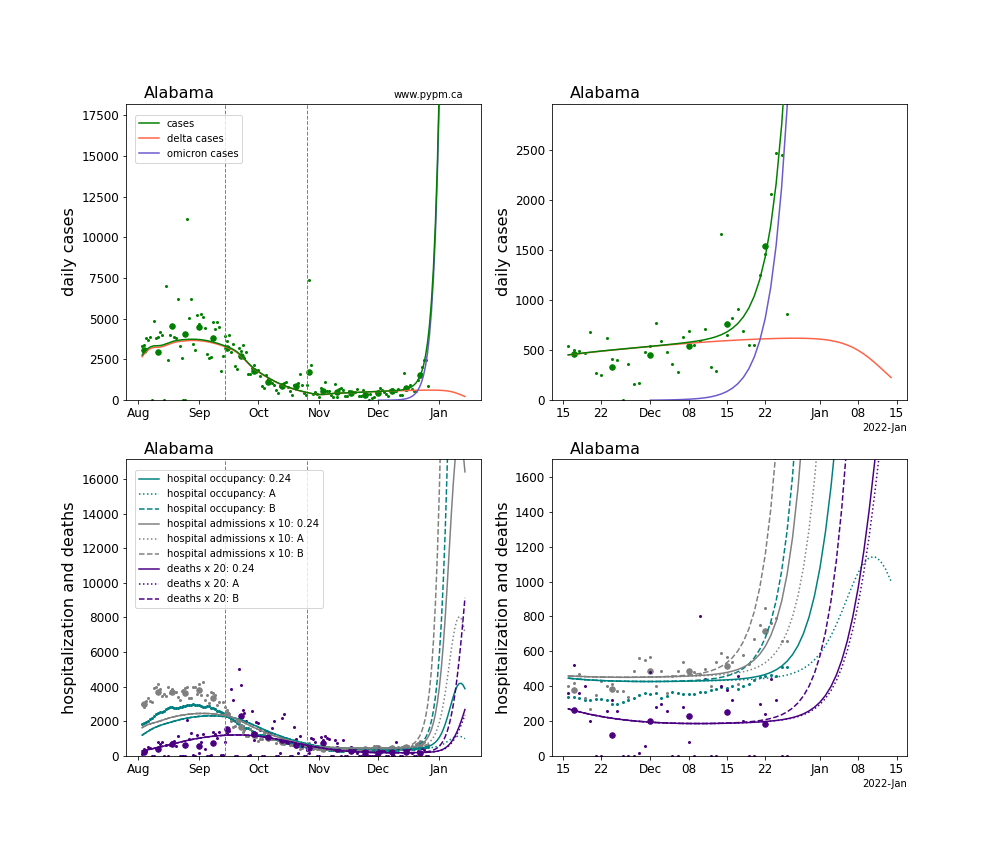 Alabama
www.pypm.ca
17500
15000
12500
10000
7500
5000
2500
0
daily cases
cases
delta cases
omicron cases
Aug
Sep
Oct
Nov
Dec
Jan
Alabama
2500
2000
1500
1000
500
0
daily cases
15
22
Dec
08
15
22
Jan
08
15
2022-Jan
Alabama
16000
14000
12000
10000
8000
6000
4000
2000
0
hospitalization and deaths
hospital occupancy: 0.24
hospital occupancy: A
hospital occupancy: B
hospital admissions x 10: 0.24
hospital admissions x 10: A
hospital admissions x 10: B
deaths x 20: 0.24
deaths x 20: A
deaths x 20: B
Aug
Sep
Oct
Nov
Dec
Jan
Alabama
1600
1400
1200
1000
800
600
400
200
0
hospitalization and deaths
15
22
Dec
08
15
22
Jan
08
15
2022-Jan